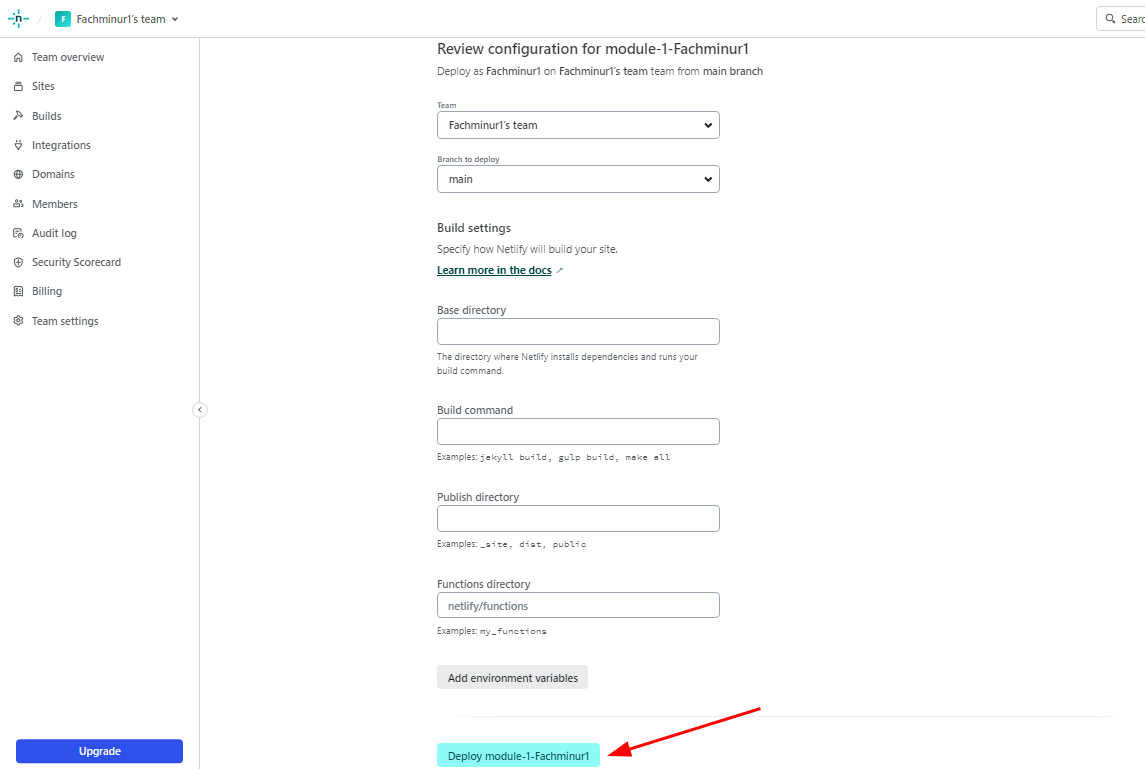 n / F Fachminur1's team
Searc
Team overview
Sites
Builds
Integrations
Domains
Members
Audit log
Security Scorecard
Billing
Team settings
Upgrade
Review configuration for module-1-Fachminur1
Deploy as Fachminur1 on Fachminur1's team team from main branch
Team
Fachminur1's team
Branch to deploy
main
Build settings
Specify how Netlify will build your site.
Learn more in the docs ↗
Base directory
The directory where Netlify installs dependencies and runs your
build command.
Build command
Examples: jekyll build, gulp build, make all
Publish directory
Examples: _site, dist, public
Functions directory
netlify/functions
Examples: my_functions
Add environment variables
Deploy module-1-Fachminur1